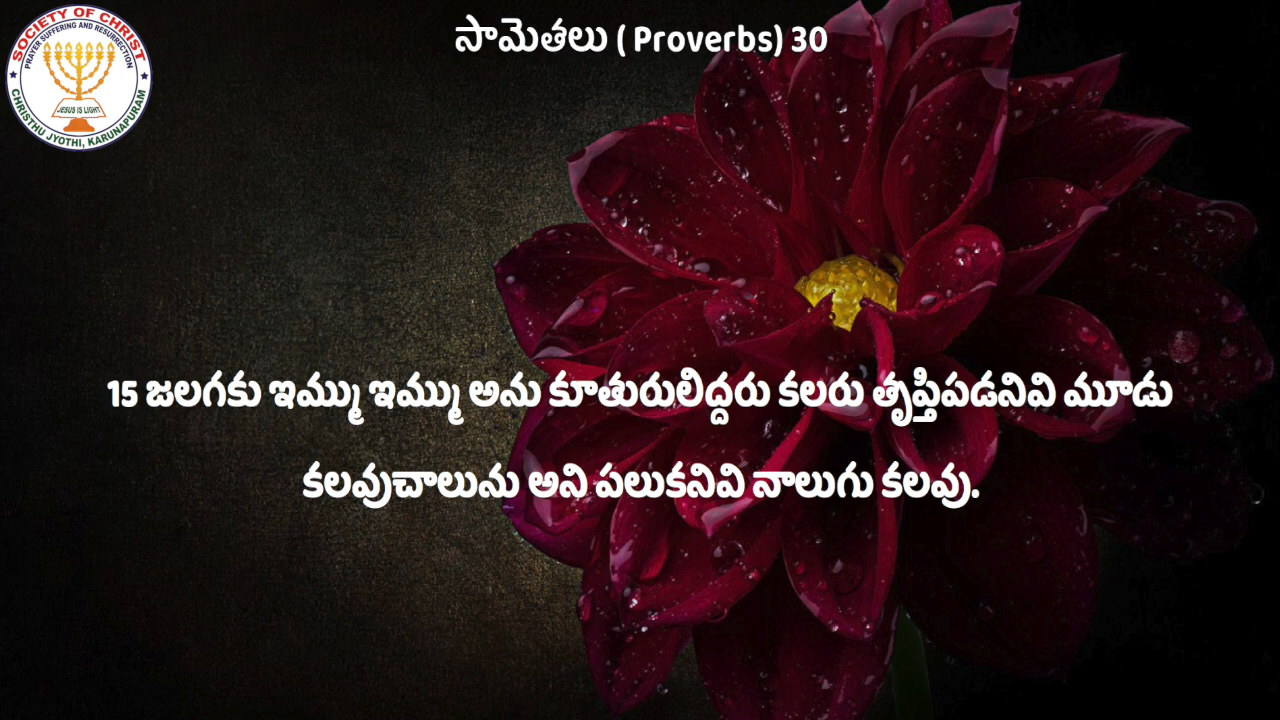 SOCIETY OF CHRIST
PRAYER SUFFERING AND RESURRECTION
JESUS IS LIGHT
CHRISTHU JYOTHI, KARUNAPURAM
సామెతలు ( Proverbs) 30
15 జలగకు ఇమ్ము ఇమ్ము అను కూతురులిద్దరు కలరు తృప్తిపడనివి మూడు
కలవుచాలును అని పలుకనివి నాలుగు కలవు.